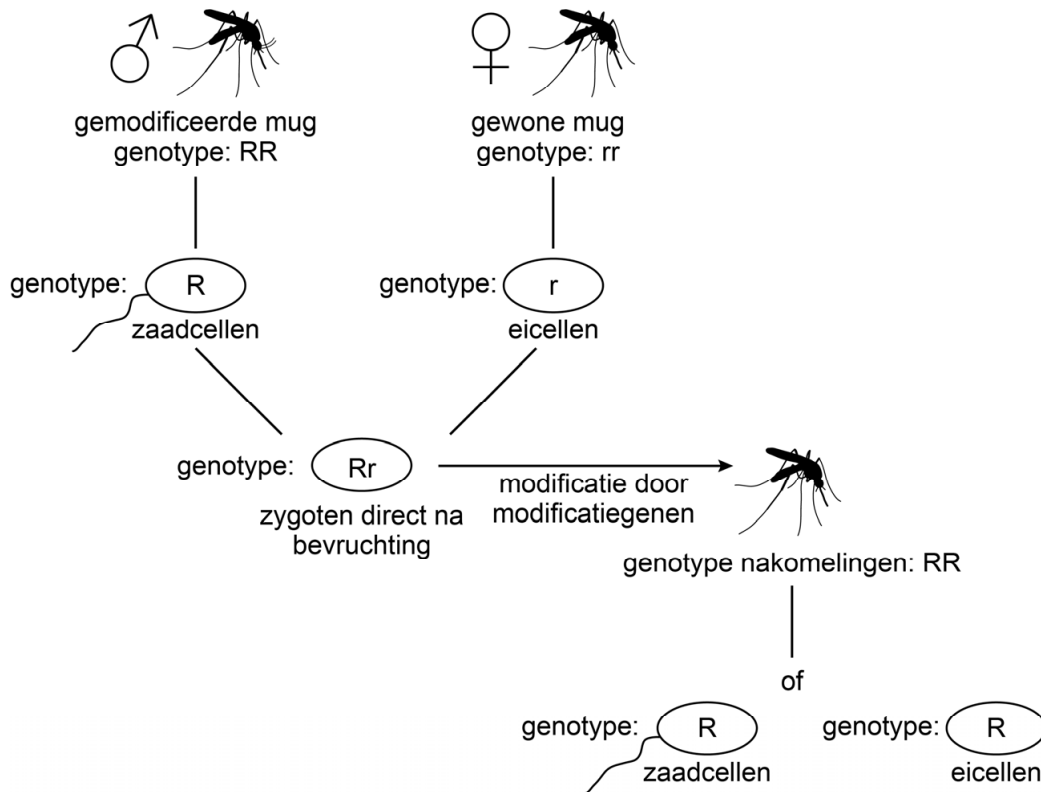 gemodificeerde mug
genotype: RR
gewone mug
genotype: rr
genotype: R
zaadcellen
genotype: r
eicellen
genotype: Rr
zygoten direct na
bevruchting
modificatie door
modificatiegenen
genotype nakomelingen: RR
of
genotype: R
zaadcellen
genotype: R
eicellen